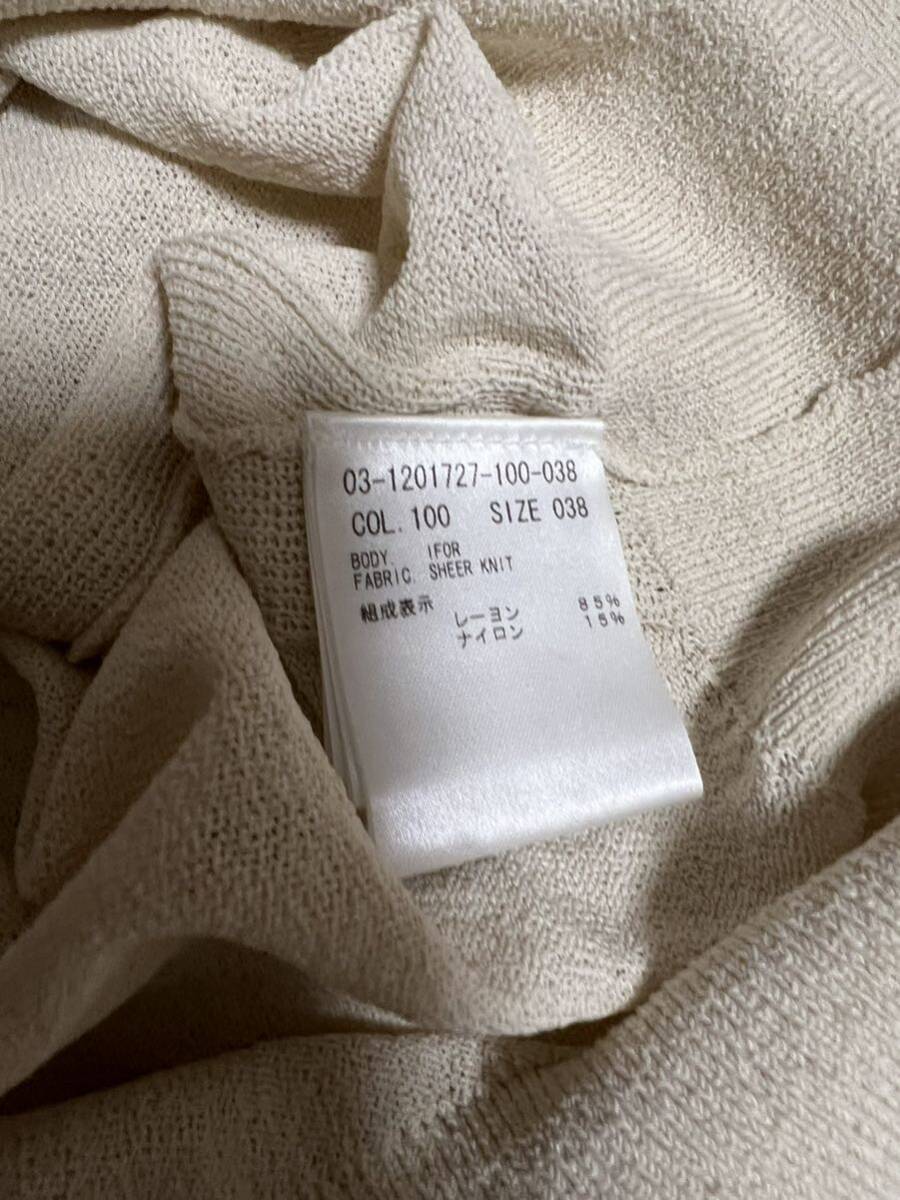 03-1201727-100-038
COL. 100 SIZE 038
BODY. IFOR
FABRIC. SHEER KNIT
組成表示
レーヨン 85%
ナイロン 15%